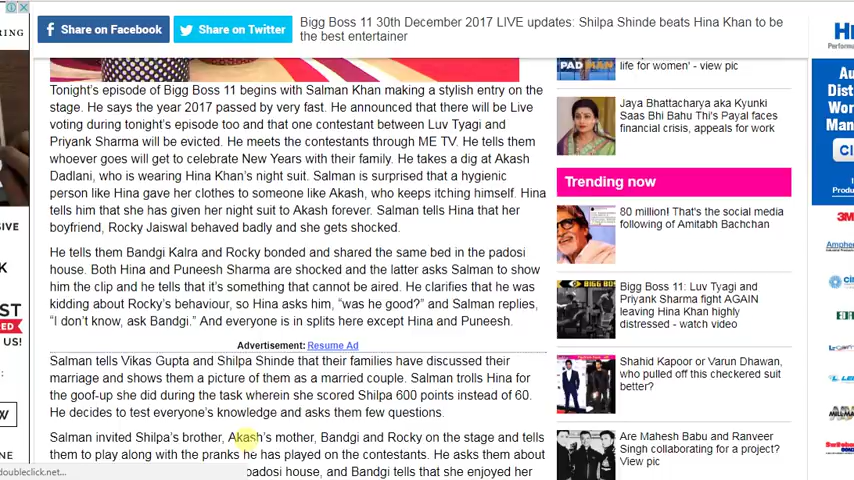 RING
Share on Facebook
Share on Twitter
Bigg Boss 11 30th December 2017 LIVE updates: Shilpa Shinde beats Hina Khan to be
the best entertainer
Tonight's episode of Bigg Boss 11 begins with Salman Khan making a stylish entry on the
stage. He says the year 2017 passed by very fast. He announced that there will be Live
voting during tonight's episode too and that one contestant between Luv Tyagi and
Priyank Sharma will be evicted. He meets the contestants through ME TV. He tells them
whoever goes will get to celebrate New Years with their family. He takes a dig at Akash
Dadlani, who is wearing Hina Khan's night suit. Salman is surprised that a hygienic
person like Hina gave her clothes to someone like Akash, who keeps itching himself. Hina
tells him that she has given her night suit to Akash forever. Salman tells Hina that her
boyfriend, Rocky Jaiswal behaved badly and she gets shocked.
He tells them Bandgi Kalra and Rocky bonded and shared the same bed in the padosi
house. Both Hina and Puneesh Sharma are shocked and the latter asks Salman to show
him the clip and he tells that it's something that cannot be aired. He clarifies that he was
kidding about Rocky's behaviour, so Hina asks him, "was he good?" and Salman replies,
"I don't know, ask Bandgi." And everyone is in splits here except Hina and Puneesh.
Advertisement: Resume Ad
Salman tells Vikas Gupta and Shilpa Shinde that their families have discussed their
marriage and shows them a picture of them as a married couple. Salman trolls Hina for
the goof-up she did during the task wherein she scored Shilpa 600 points instead of 60.
He decides to test everyone's knowledge and asks them few questions.
Salman invited Shilpa's brother, Akash's mother, Bandgi and Rocky on the stage and tells
them to play along with the pranks he has played on the contestants. He asks them about
padosi house, and Bandgi tells that she enjoyed her
doubleclick.net...
PAD MAN
life for women' - view pic
Jaya Bhattacharya aka Kyunki
Saas Bhi Bahu Thi's Payal faces
financial crisis, appeals for work
Trending now
80 million! That's the social media
following of Amitabh Bachchan
BIGG BOSS
Bigg Boss 11: Luv Tyagi and
Priyank Sharma fight AGAIN
leaving Hina Khan highly
distressed - watch video
Shahid Kapoor or Varun Dhawan,
who pulled off this checkered suit
better?
Are Mahesh Babu and Ranveer
Singh collaborating for a project?
View pic
3M